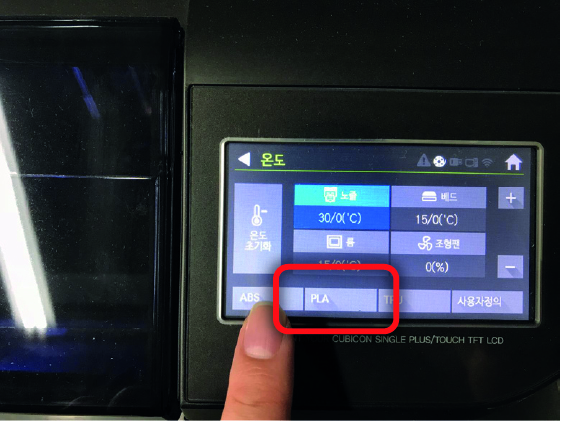 온도
노즐 베드 +
30/0(℃) 15/0(℃)
온도
초기화
룸 조형팬
15/0(℃) 0(%) -
ABS PLA TPU 사용자정의
CUBICON SINGLE PLUS/TOUCH TFT LCD